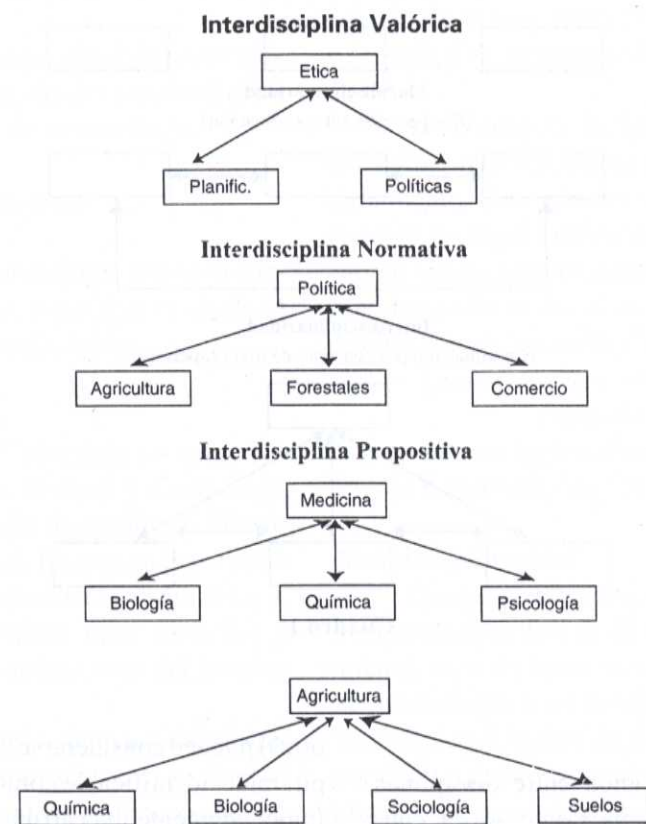 Interdisciplina Valórica
Etica
Planific. Políticas
Interdisciplina Normativa
Política
Agricultura Forestales Comercio
Interdisciplina Propositiva
Medicina
Biología Química Psicología
Agricultura
Química Biología Sociología Suelos